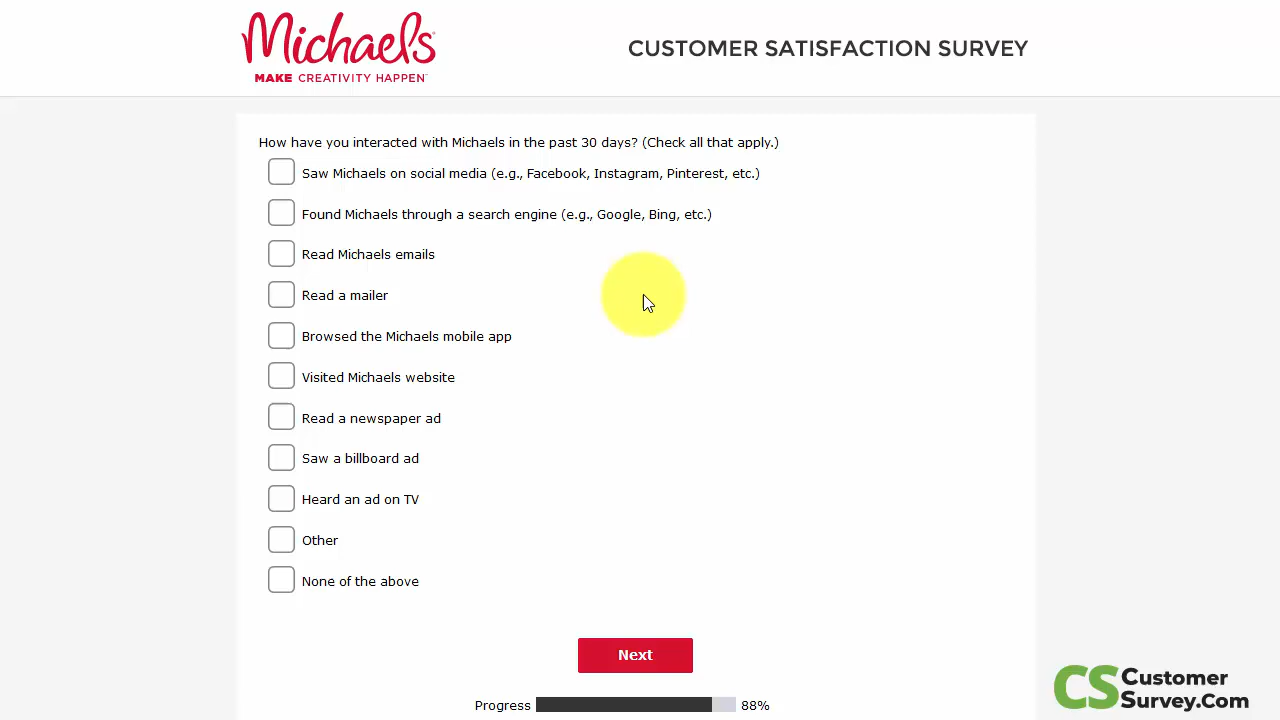 Michaels
MAKE CREATIVITY HAPPEN
CUSTOMER SATISFACTION SURVEY
How have you interacted with Michaels in the past 30 days? (Check all that apply.)
Saw Michaels on social media (e.g., Facebook, Instagram, Pinterest, etc.)
Found Michaels through a search engine (e.g., Google, Bing, etc.)
Read Michaels emails
Read a mailer
Browsed the Michaels mobile app
Visited Michaels website
Read a newspaper ad
Saw a billboard ad
Heard an ad on TV
Other
None of the above
Next
Progress 88%
CS Customer
Survey.Com